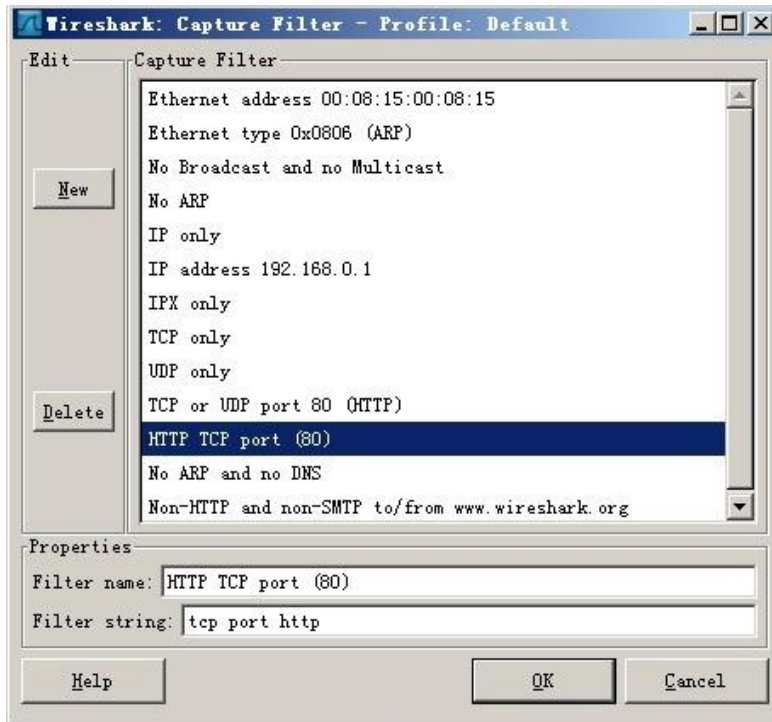 Wireshark: Capture Filter - Profile: Default
Edit
Capture Filter
Ethernet address 00:08:15:00:08:15
Ethernet type 0x0806 (ARP)
No Broadcast and no Multicast
New
No ARP
IP only
IP address 192.168.0.1
IPX only
TCP only
UDP only
Delete
TCP or UDP port 80 (HTTP)
HTTP TCP port (80)
No ARP and no DNS
Non-HTTP and non-SMTP to/from www.wireshark.org
Properties
Filter name: HTTP TCP port (80)
Filter string: tcp port http
Help
OK
Cancel